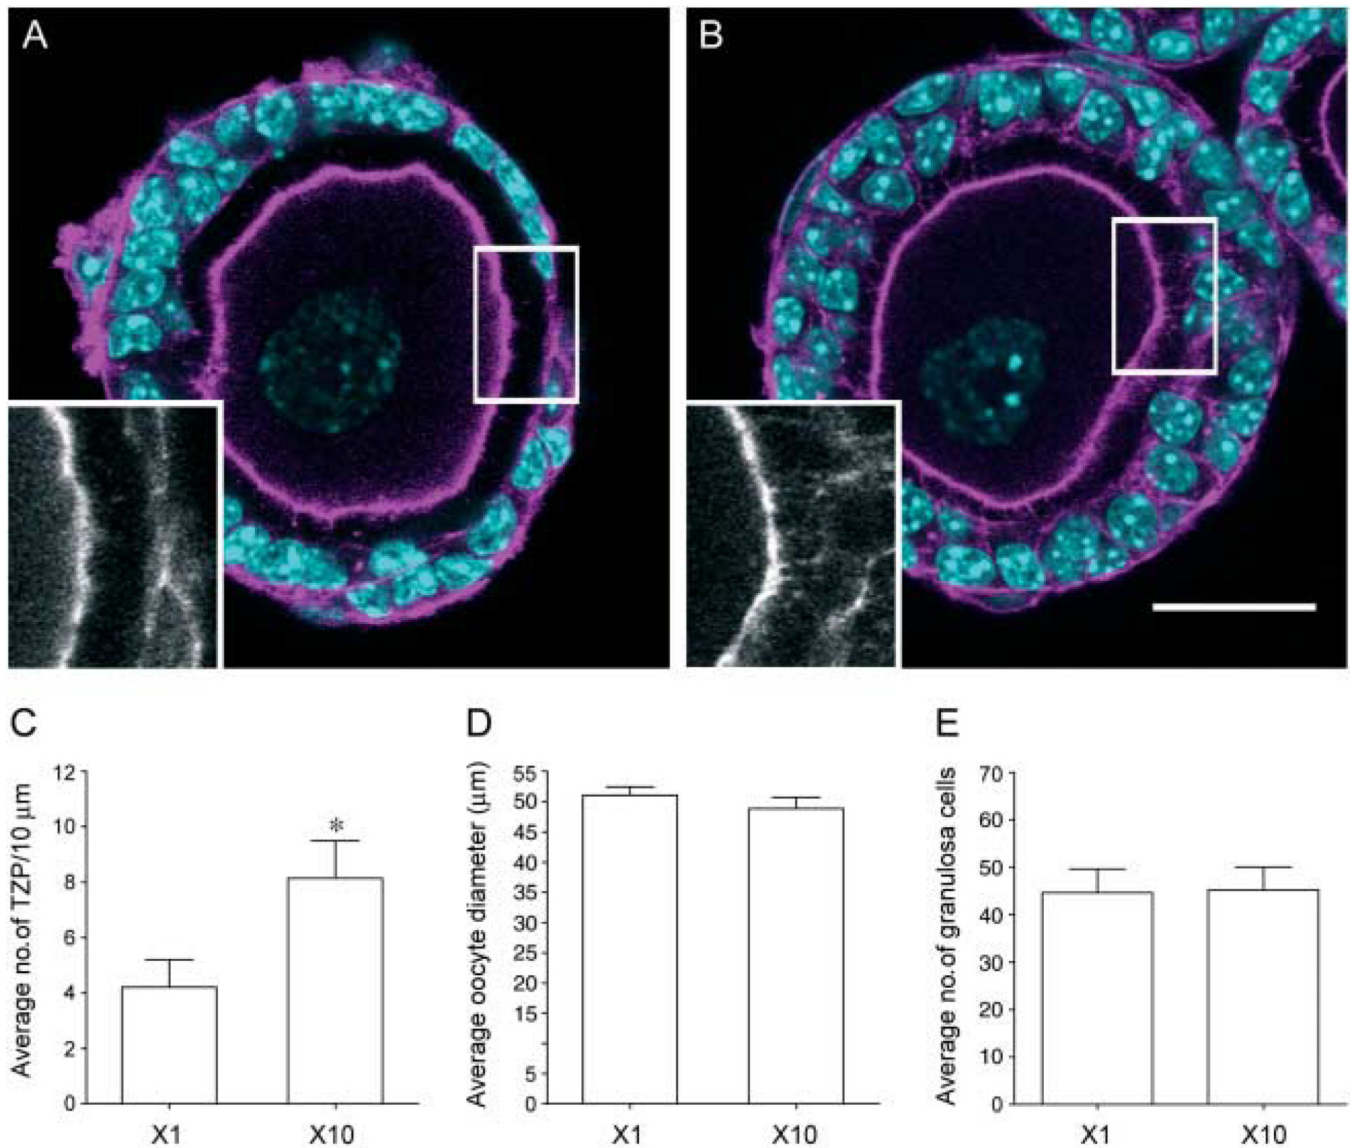 A
B
C
D
E
Average no.of TZP/10 μm
12
10
8
6
4
2
0
*
X1
X10
Average oocyte diameter (μm)
55
50
45
40
35
30
25
20
15
5
0
X1
X10
Average no.of granulosa cells
70
60
50
40
30
20
10
0
X1
X10